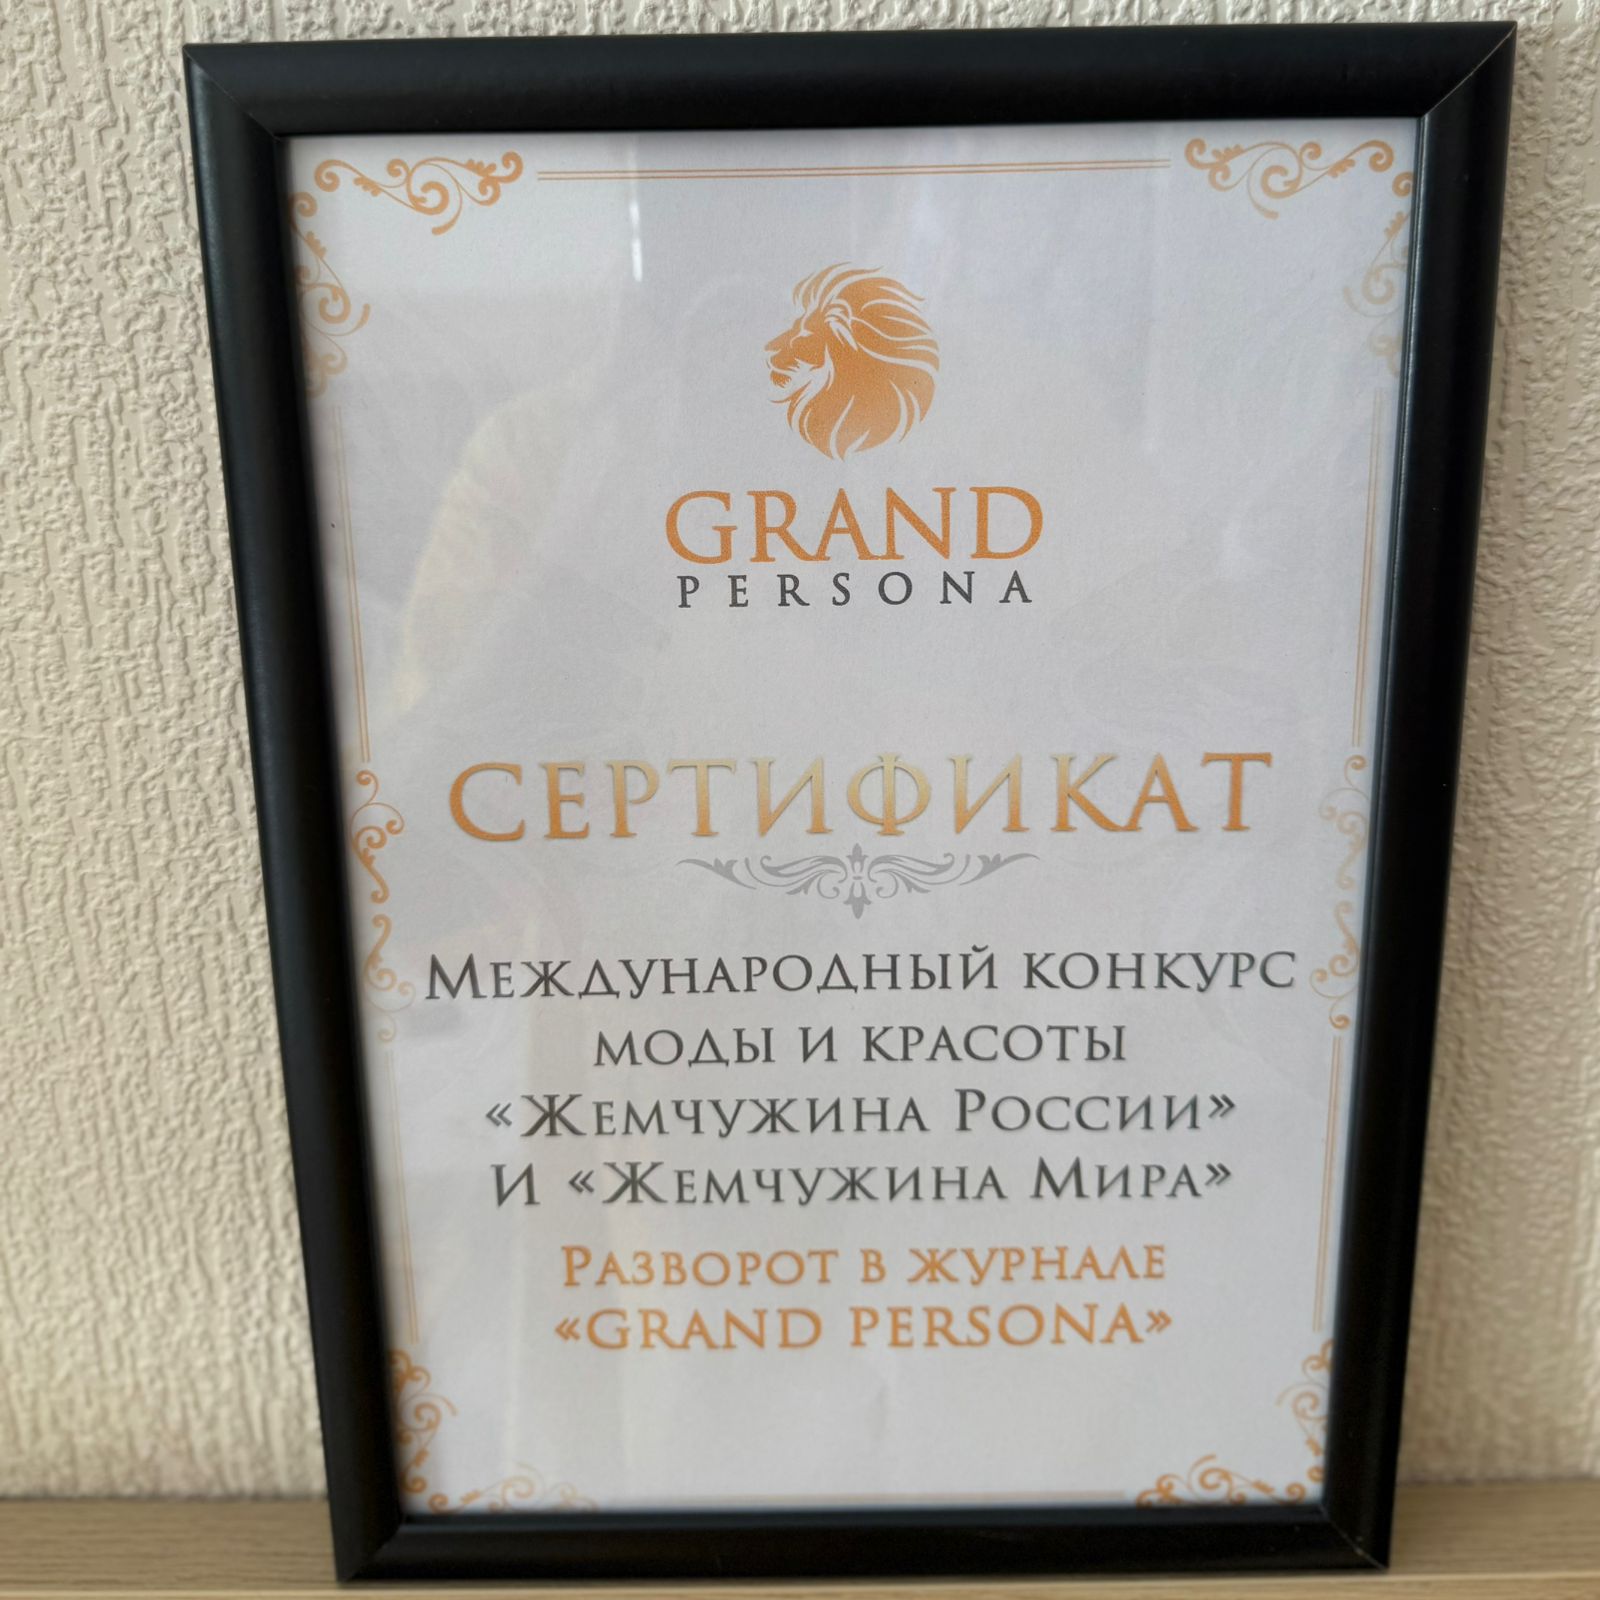 GRAND
PERSONA
СЕРТИФИКАТ
Международный конкурс
моды и красоты
«Жемчужина России»
и «Жемчужина Мира»
Разворот в журнале
«GRAND PERSONA»